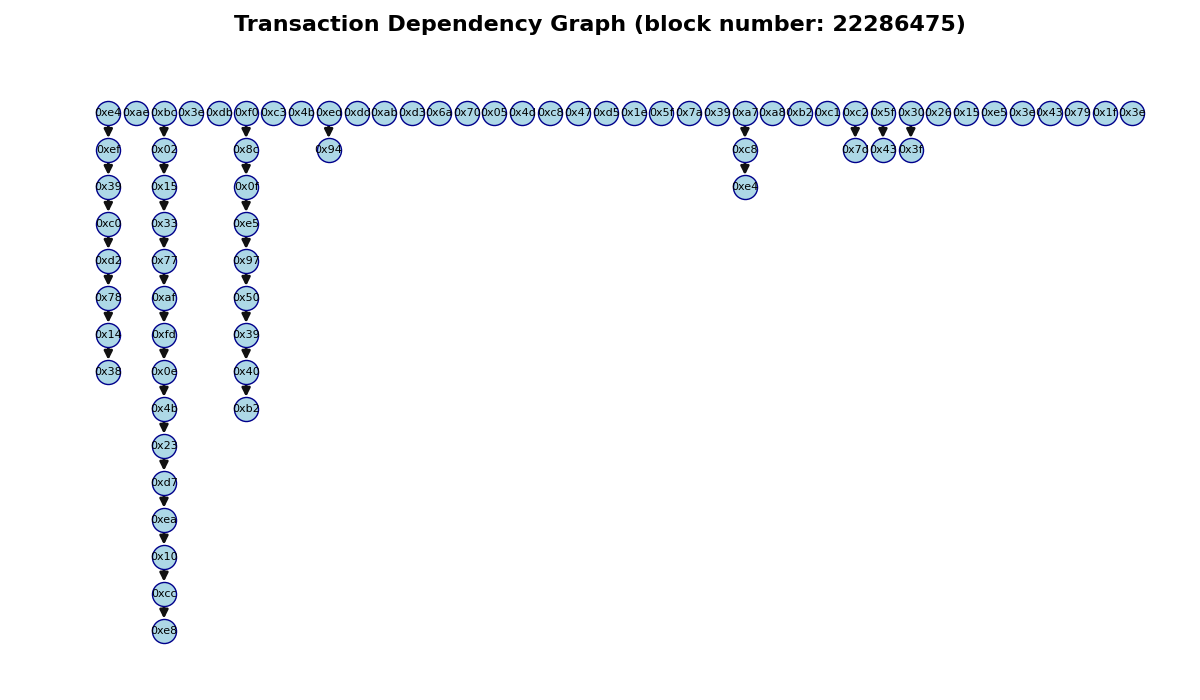 Transaction Dependency Graph (block number: 22286475)
0xe4 0xae 0xbc 0x3e 0xdb 0xf0 0xc3 0x4b 0xed 0xdd 0xab 0xd3 0x6a 0x70 0x05 0x4d 0xc8 0x47 0xd5 0x1e 0x5f 0x7a 0x39 0xa7 0xa8 0xb2 0xc1 0xc2 0x5f 0x30 0x26 0x15 0xe5 0x3e 0x43 0x79 0x1f 0x3e
0xef 0x02 0x8c 0x94 0xc8 0x7d 0x43 0x3f
0x39 0x15 0x0f 0xe4
0xc0 0x33 0xe5
0xd2 0x77 0x97
0x78 0xaf 0x50
0x14 0xfd 0x39
0x38 0x0e 0x40
0x4b 0xb2
0x23
0xd7
0xea
0x10
0xcc
0xe8